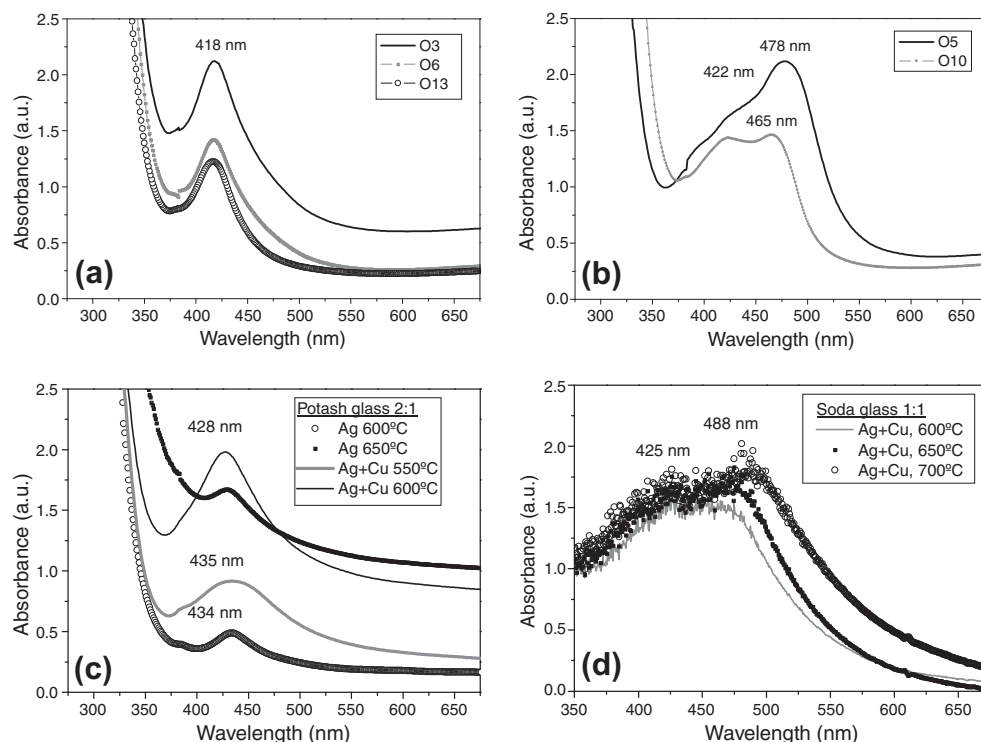 2.5
2.0
1.5
1.0
0.5
0.0
Absorbance (a.u.)
418 nm
O3
O6
O13
(a)
300 350 400 450 500 550 600 650
Wavelength (nm)
2.5
2.0
1.5
1.0
0.5
0.0
Absorbance (a.u.)
478 nm
422 nm
465 nm
O5
O10
(b)
300 350 400 450 500 550 600 650
Wavelength (nm)
2.5
2.0
1.5
1.0
0.5
0.0
Absorbance (a.u.)
428 nm
435 nm
434 nm
Potash glass 2:1
Ag 600ºC
Ag 650ºC
Ag+Cu 550ºC
Ag+Cu 600ºC
(c)
300 350 400 450 500 550 600 650
Wavelength (nm)
2.5
2.0
1.5
1.0
0.5
0.0
Absorbance (a.u.)
488 nm
425 nm
Soda glass 1:1
Ag+Cu, 600ºC
Ag+Cu, 650ºC
Ag+Cu, 700ºC
(d)
350 400 450 500 550 600 650
Wavelength (nm)